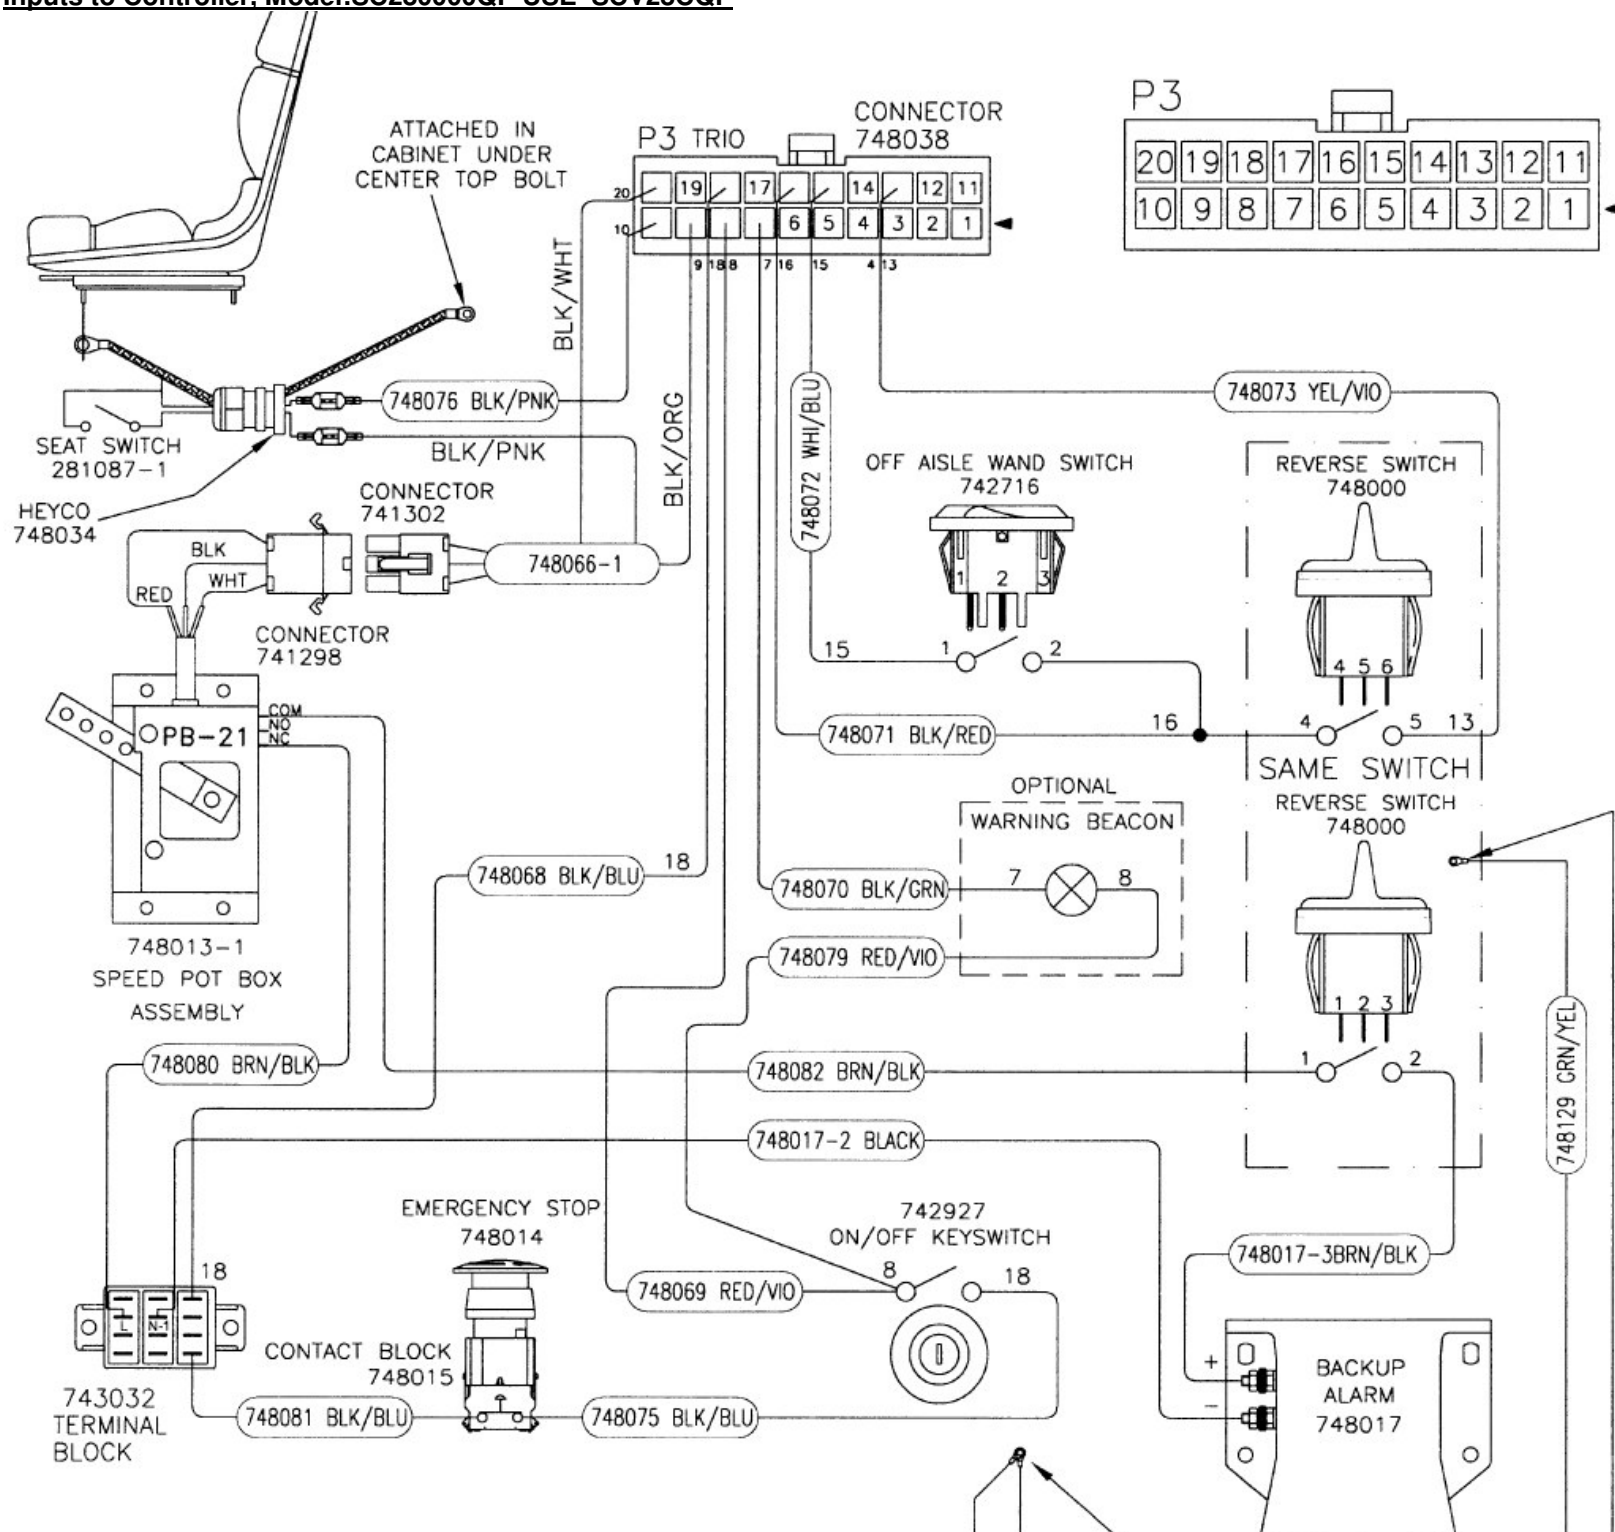 P3
20 19 18 17 16 15 14 13 12 11
10 9 8 7 6 5 4 3 2 1
CONNECTOR
748038
P3 TRIO
20 19 17 14 12 11
10 6 5 4 3 2 1
9 18 8 7 16 15 4 13
ATTACHED IN
CABINET UNDER
CENTER TOP BOLT
BLK/WHT
748076 BLK/PNK
BLK/PNK
BLK/ORG
SEAT SWITCH
281087-1
HEYCO
748034
CONNECTOR
741302
748066-1
BLK
WHT
RED
CONNECTOR
741298
COM
NO
NC
PB-21
748013-1
SPEED POT BOX
ASSEMBLY
748072 WHI/BLU
748073 YEL/VIO
OFF AISLE WAND SWITCH
742716
1 2 3
15 1 2
748071 BLK/RED
16
REVERSE SWITCH
748000
4 5 6
4 5 13
SAME SWITCH
REVERSE SWITCH
748000
1 2 3
1 2
OPTIONAL
WARNING BEACON
748068 BLK/BLU
18
748070 BLK/GRN
7 8
748079 RED/VIO
748080 BRN/BLK
748082 BRN/BLK
748017-2 BLACK
748129 GRN/YEL
EMERGENCY STOP
748014
742927
ON/OFF KEYSWITCH
8 18
748069 RED/VIO
748017-3BRN/BLK
18
L N-1
743032
TERMINAL
BLOCK
CONTACT BLOCK
748015
748081 BLK/BLU
748075 BLK/BLU
+
-
BACKUP
ALARM
748017